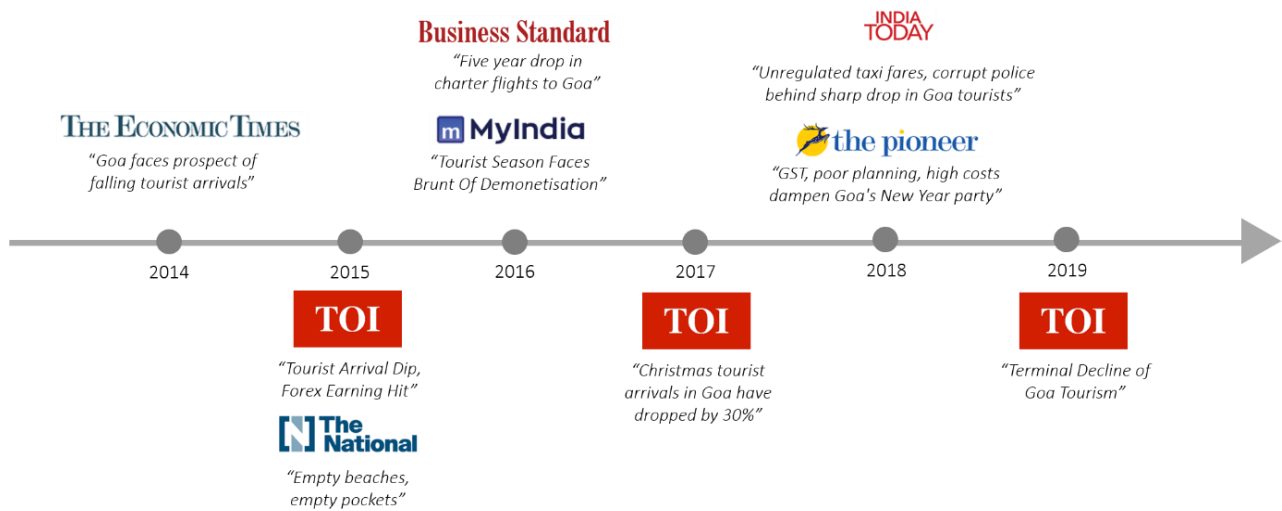 THE ECONOMIC TIMES
“Goa faces prospect of
falling tourist arrivals”
Business Standard
“Five year drop in
charter flights to Goa”
m MyIndia
“Tourist Season Faces
Brunt Of Demonetisation”
INDIA
TODAY
“Unregulated taxi fares, corrupt police
behind sharp drop in Goa tourists”
the pioneer
“GST, poor planning, high costs
dampen Goa's New Year party”
2014
2015
2016
2017
2018
2019
TOI
“Tourist Arrival Dip,
Forex Earning Hit”
N The
National
“Empty beaches,
empty pockets”
TOI
“Christmas tourist
arrivals in Goa have
dropped by 30%”
TOI
“Terminal Decline of
Goa Tourism”